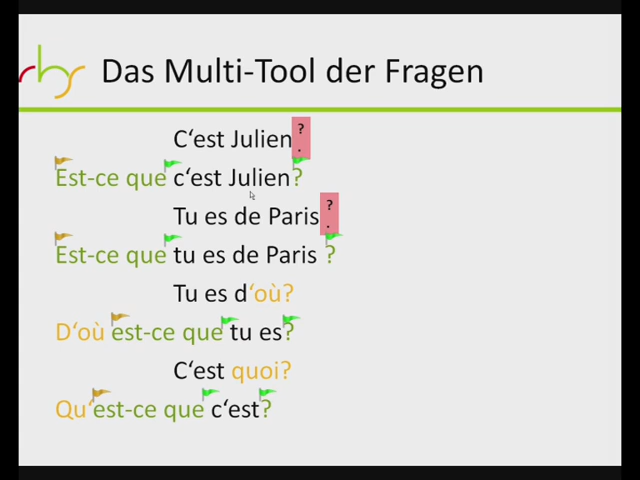 rbs
Das Multi-Tool der Fragen
C'est Julien ? .
Est-ce que c'est Julien?
Tu es de Paris ? .
Est-ce que tu es de Paris ?
Tu es d'où?
D'où est-ce que tu es?
C'est quoi?
Qu'est-ce que c'est?